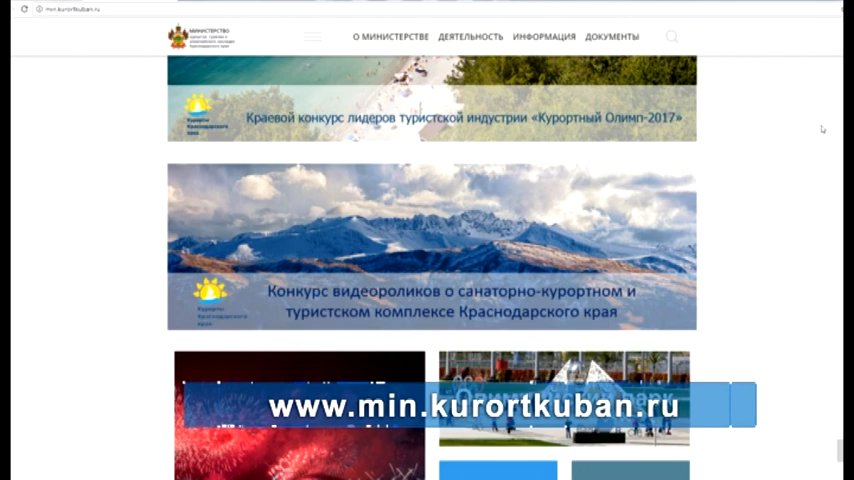 min.kurortkuban.ru
МИНИСТЕРСТВО
О МИНИСТЕРСТВЕ ДЕЯТЕЛЬНОСТЬ ИНФОРМАЦИЯ ДОКУМЕНТЫ
Курорты
Краснодарского
края
Краевой конкурс лидеров туристской индустрии «Курортный Олимп-2017»
Курорты
Краснодарского
края
Конкурс видеороликов о санаторно-курортном и
туристском комплексе Краснодарского края
www.min.kurortkuban.ru